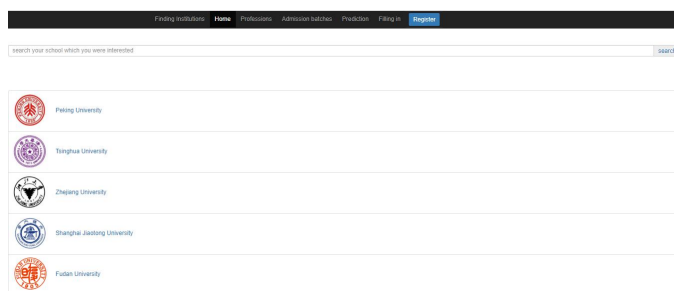 Finding Institutions Home Professions Admission batches Prediction Filling in Register
search your school which you were interested search
Peking University
Tsinghua University
Zhejiang University
Shanghai Jiaotong University
Fudan University